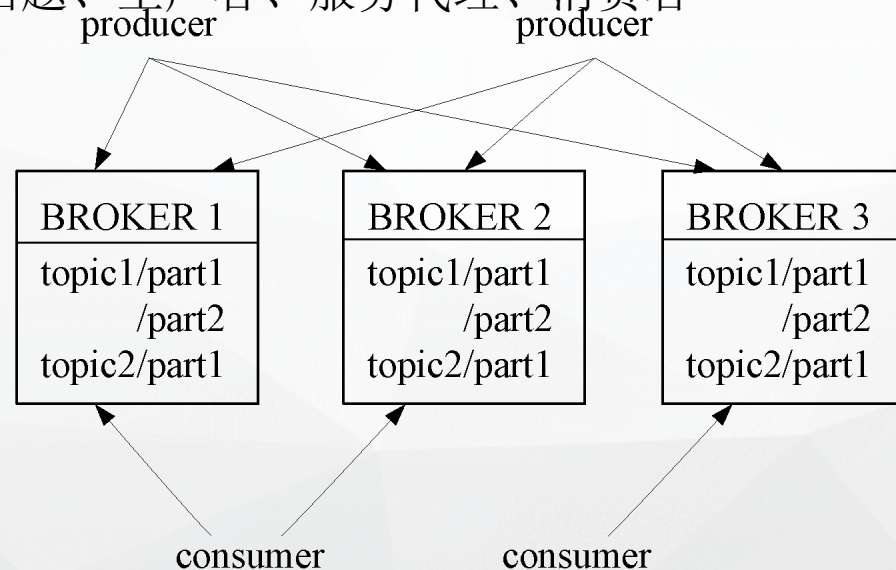 producer producer
BROKER 1 BROKER 2 BROKER 3
topic1/part1 topic1/part1 topic1/part1
/part2 /part2 /part2
topic2/part1 topic2/part1 topic2/part1
consumer consumer